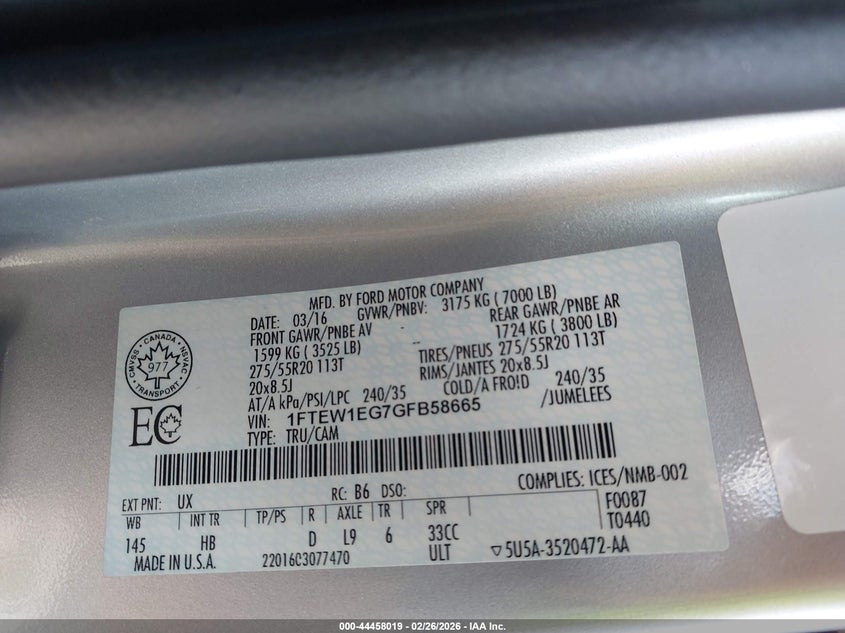 MFD. BY FORD MOTOR COMPANY
DATE: 03/16 GVWR/PNBV: 3175 KG ( 7000 LB)
FRONT GAWR/PNBE AV REAR GAWR/PNBE AR
1599 KG ( 3525 LB) 1724 KG ( 3800 LB)
275/55R20 113T TIRES/PNEUS 275/55R20 113T
20x8.5J RIMS/JANTES 20x8.5J
AT/A kPa/PSI/LPC 240/35 COLD/A FROID 240/35
VIN: 1FTEW1EG7GFB58665 /JUMELEES
TYPE: TRU/CAM
CMVSS · CANADA · NSVAC
977
TRANSPORT
EC
COMPLIES: ICES/NMB-002
EXT PNT: UX RC: B6 DSO:
F0087
WB INT TR TP/PS R AXLE TR SPR
T0440
145 HB D L9 6 33CC
ULT
MADE IN U.S.A. 22016C3077470 5U5A-3520472-AA
000-44458019 - 02/26/2026 - IAA Inc.